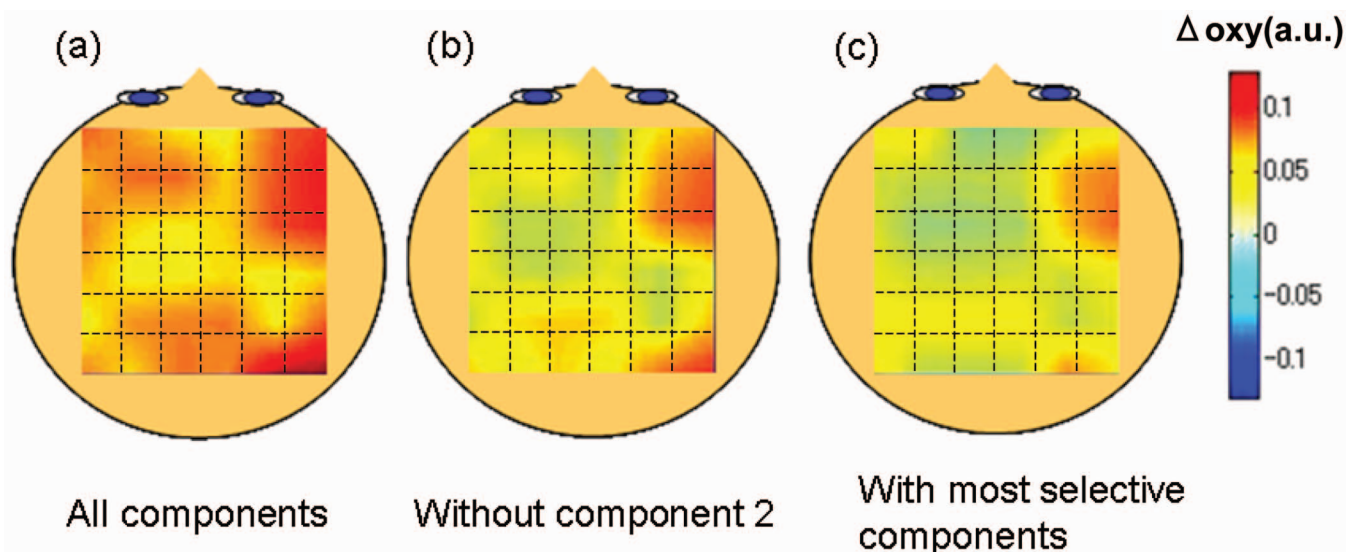 (a)
(b)
(c)
Δ oxy(a.u.)
0.1
0.05
0
−0.05
−0.1
All components
Without component 2
With most selective
components